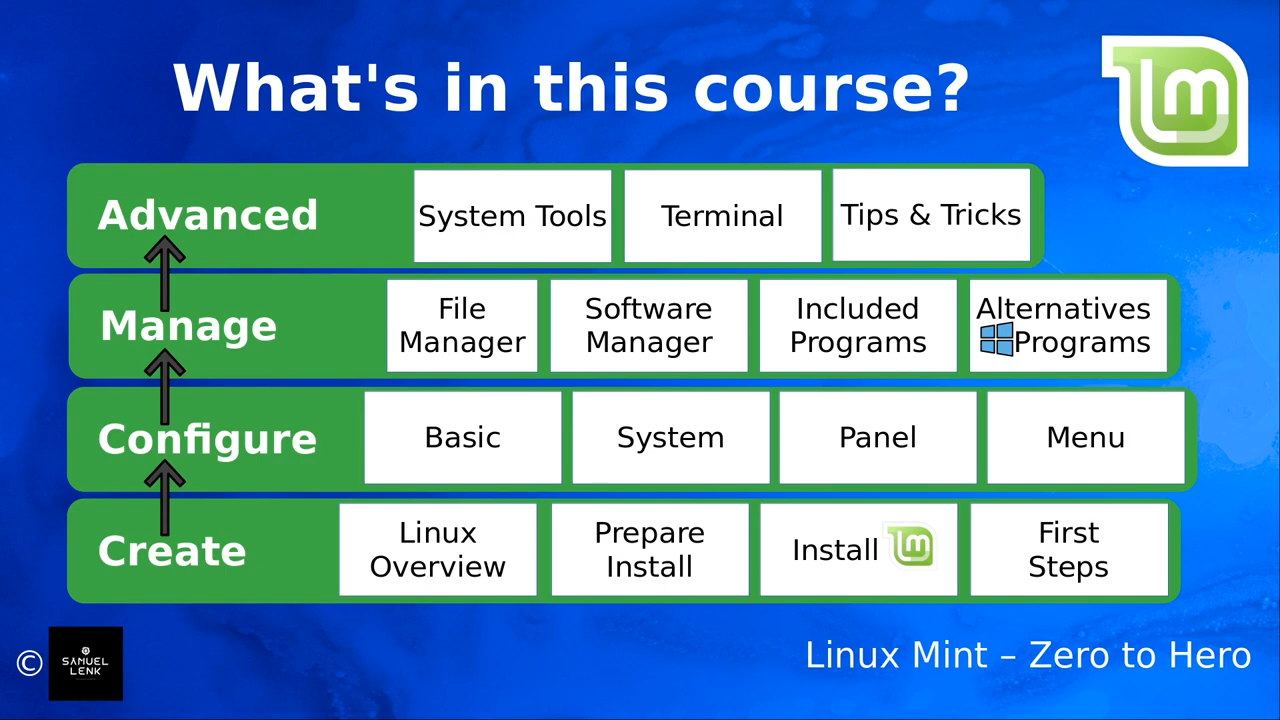 What's in this course?
Advanced
System Tools
Terminal
Tips & Tricks
Manage
File
Manager
Software
Manager
Included
Programs
Alternatives
Programs
Configure
Basic
System
Panel
Menu
Create
Linux
Overview
Prepare
Install
Install
First
Steps
©
SAMUEL
LENK
Linux Mint – Zero to Hero